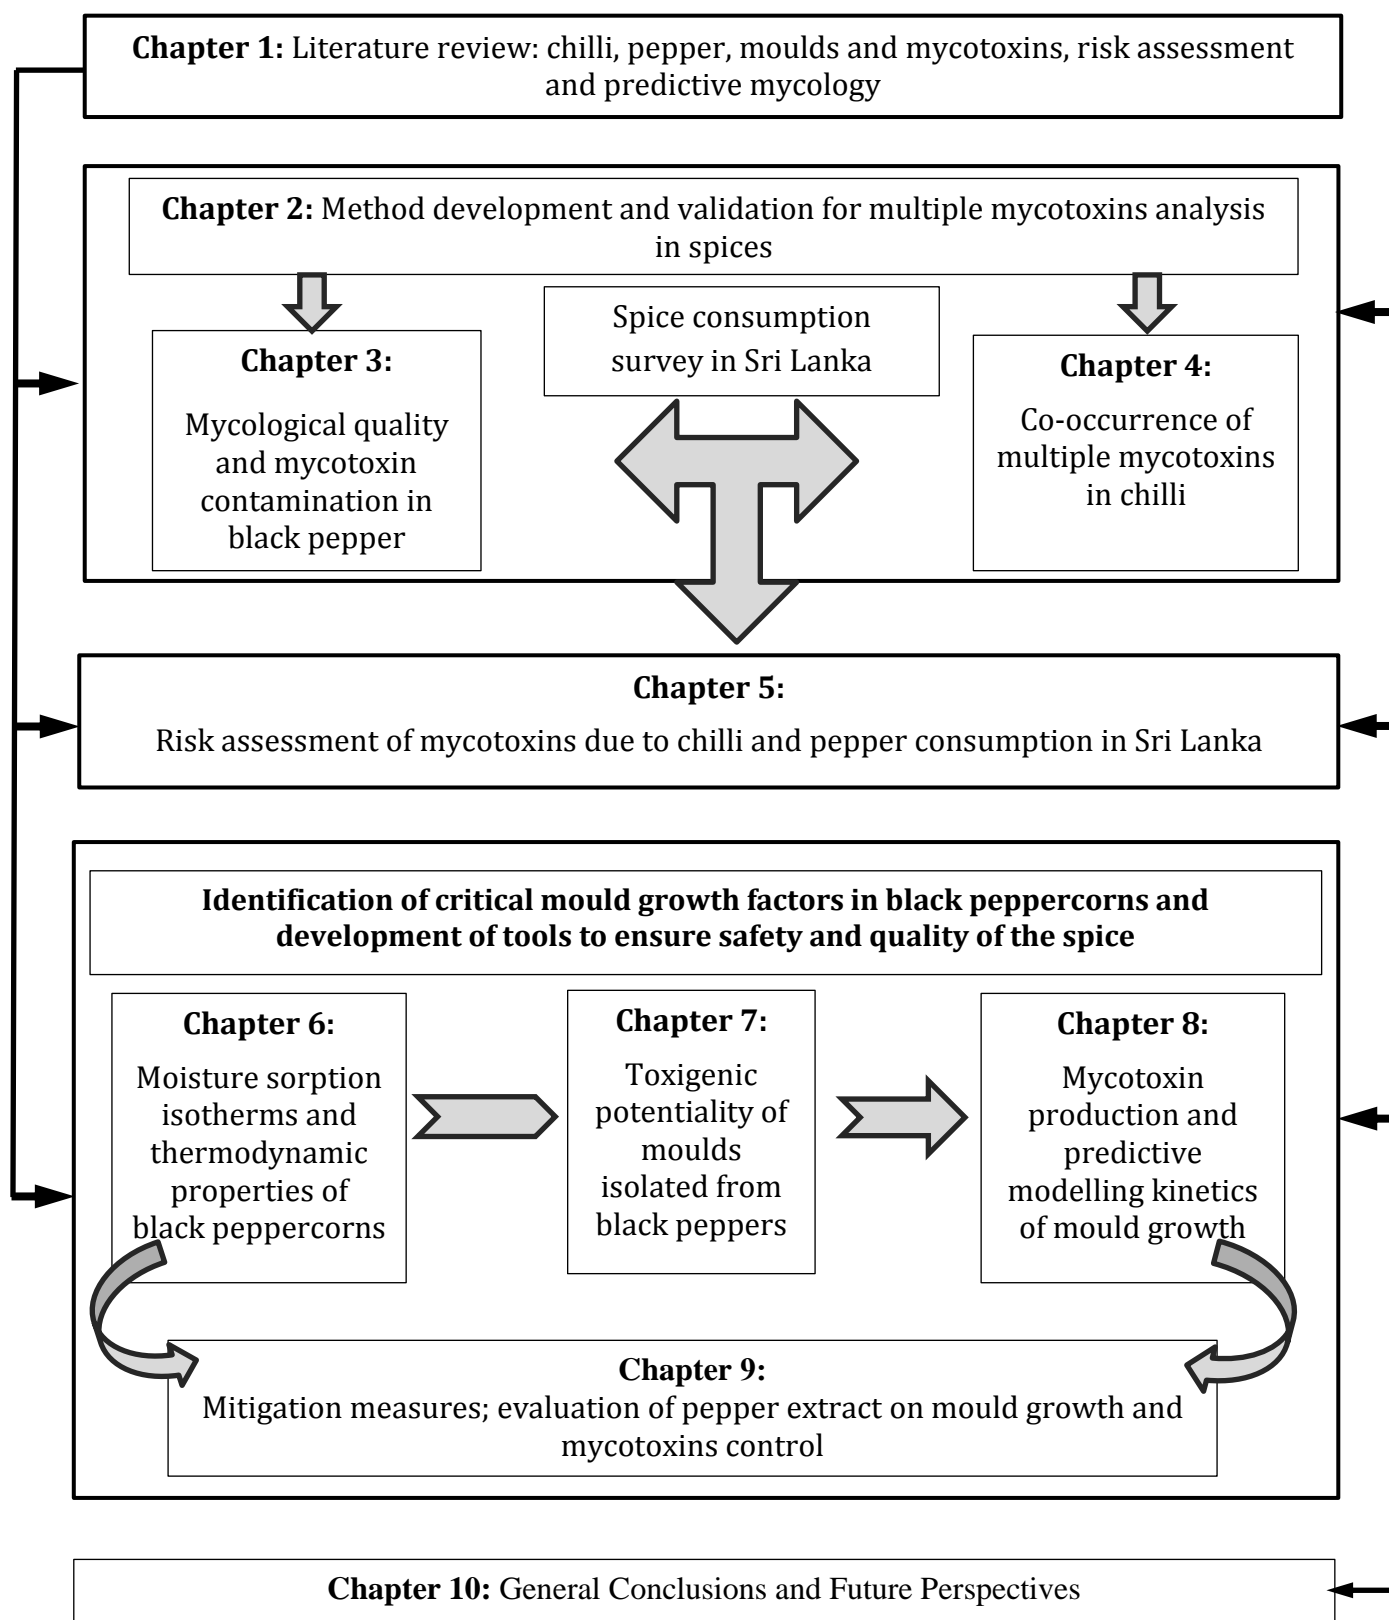 Chapter 1: Literature review: chilli, pepper, moulds and mycotoxins, risk assessment
and predictive mycology
Chapter 2: Method development and validation for multiple mycotoxins analysis
in spices
Chapter 3:
Mycological quality
and mycotoxin
contamination in
black pepper
Spice consumption
survey in Sri Lanka
Chapter 4:
Co-occurrence of
multiple mycotoxins
in chilli
Chapter 5:
Risk assessment of mycotoxins due to chilli and pepper consumption in Sri Lanka
Identification of critical mould growth factors in black peppercorns and
development of tools to ensure safety and quality of the spice
Chapter 6:
Moisture sorption
isotherms and
thermodynamic
properties of
black peppercorns
Chapter 7:
Toxigenic
potentiality of
moulds
isolated from
black peppers
Chapter 8:
Mycotoxin
production and
predictive
modelling kinetics
of mould growth
Chapter 9:
Mitigation measures; evaluation of pepper extract on mould growth and
mycotoxins control
Chapter 10: General Conclusions and Future Perspectives